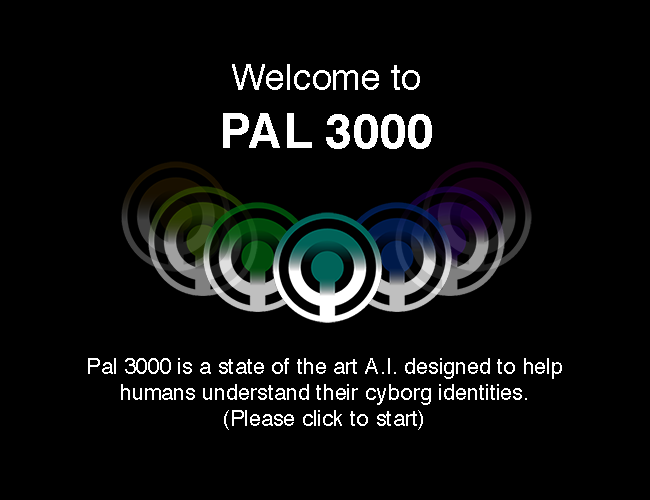 Welcome to
PAL 3000
Pal 3000 is a state of the art A.I. designed to help
humans understand their cyborg identities.
(Please click to start)